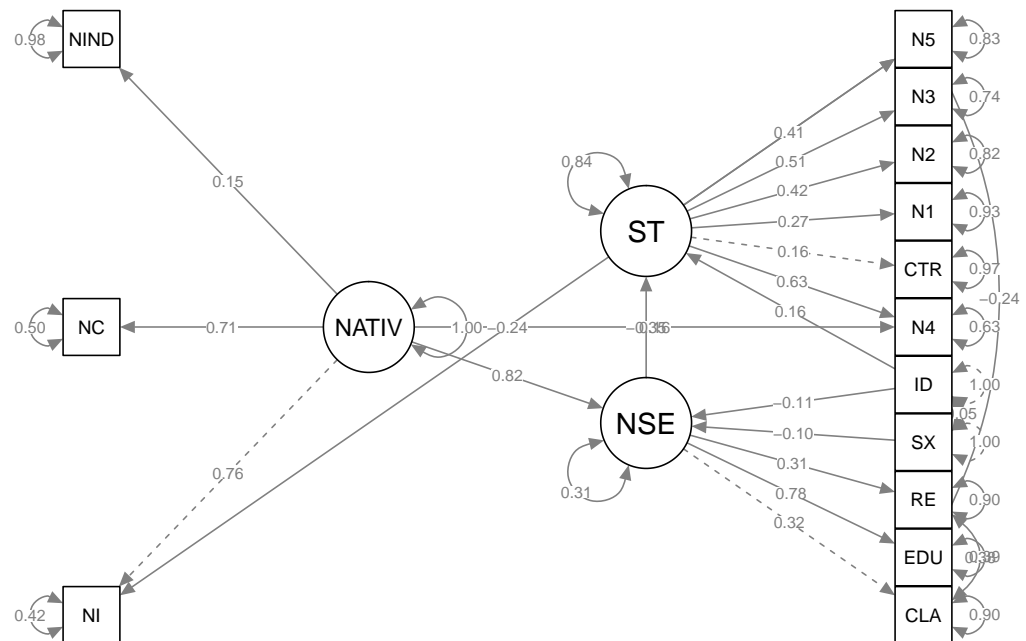 NIND
0.98
0.15
NC
0.50
0.71
NI
0.42
0.76
NATIV
1.00
−0.24
0.82
ST
0.84
NSE
0.31
0.41
0.51
0.42
0.27
0.16
0.63
0.16
−0.11
−0.10
0.31
0.78
0.32
N5
0.83
N3
0.74
N2
0.82
N1
0.93
CTR
0.97
−0.24
N4
0.63
ID
1.00
SX
1.00
RE
0.90
EDU
CLA
0.90